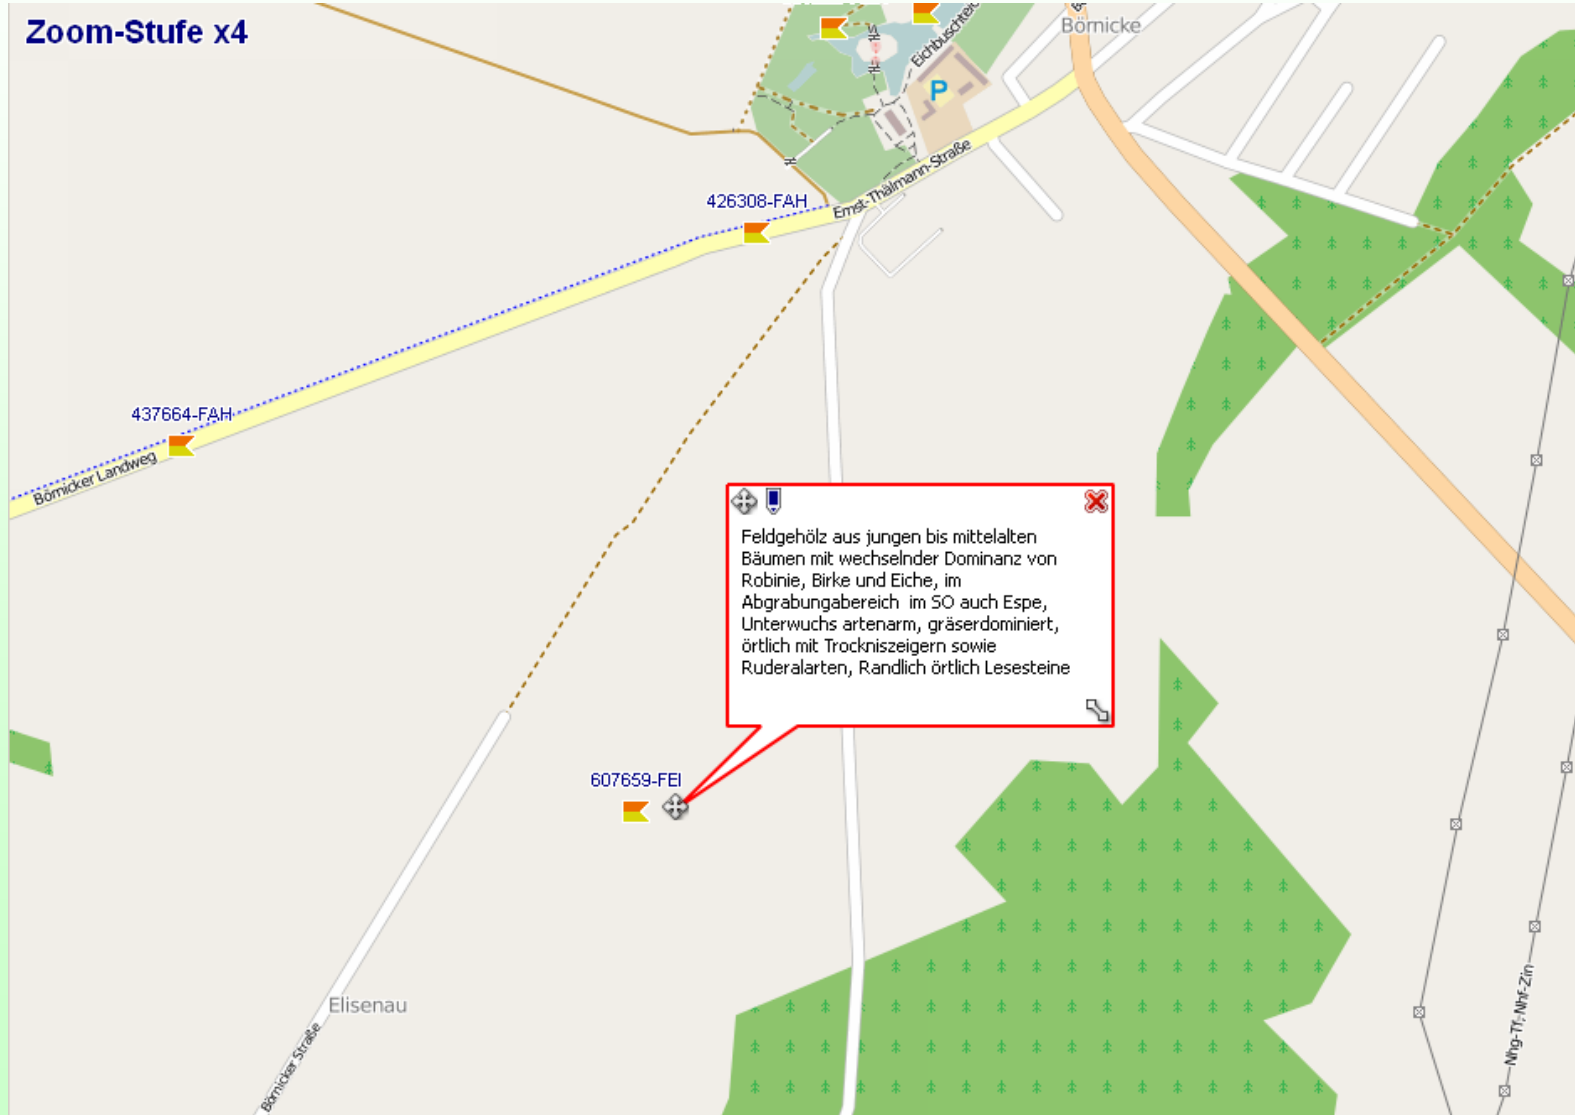 Zoom-Stufe x4
Börnicke
Eichbuschteich
P
Ernst-Thälmann-Straße
426308-FAH
437664-FAH
Börnicker Landweg
Feldgehölz aus jungen bis mittelalten
Bäumen mit wechselnder Dominanz von
Robinie, Birke und Eiche, im
Abgrabungabereich  im SO auch Espe,
Unterwuchs artenarm, gräserdominiert,
örtlich mit Trockniszeigern sowie
Ruderalarten, Randlich örtlich Lesesteine
607659-FEI
Elisenau
Börnicker Straße
Nhg-Tf;-Nhf-Zin